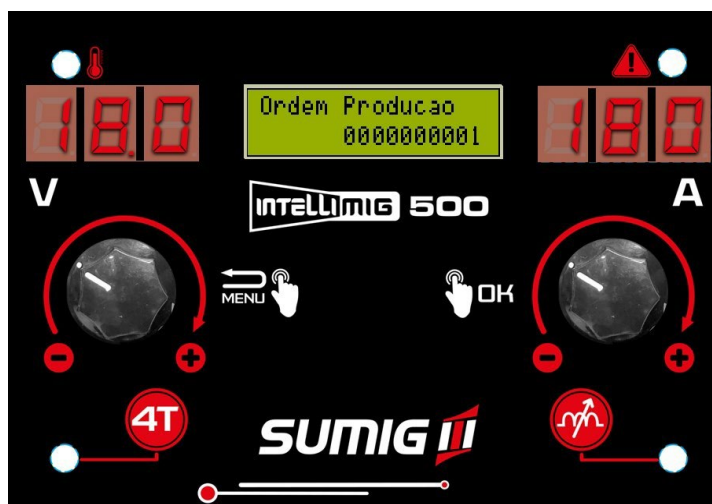 18.0
Ordem Producao
0000000001
180
V
INTELLIMIG 500
A
MENU
OK
4T
SUMIG